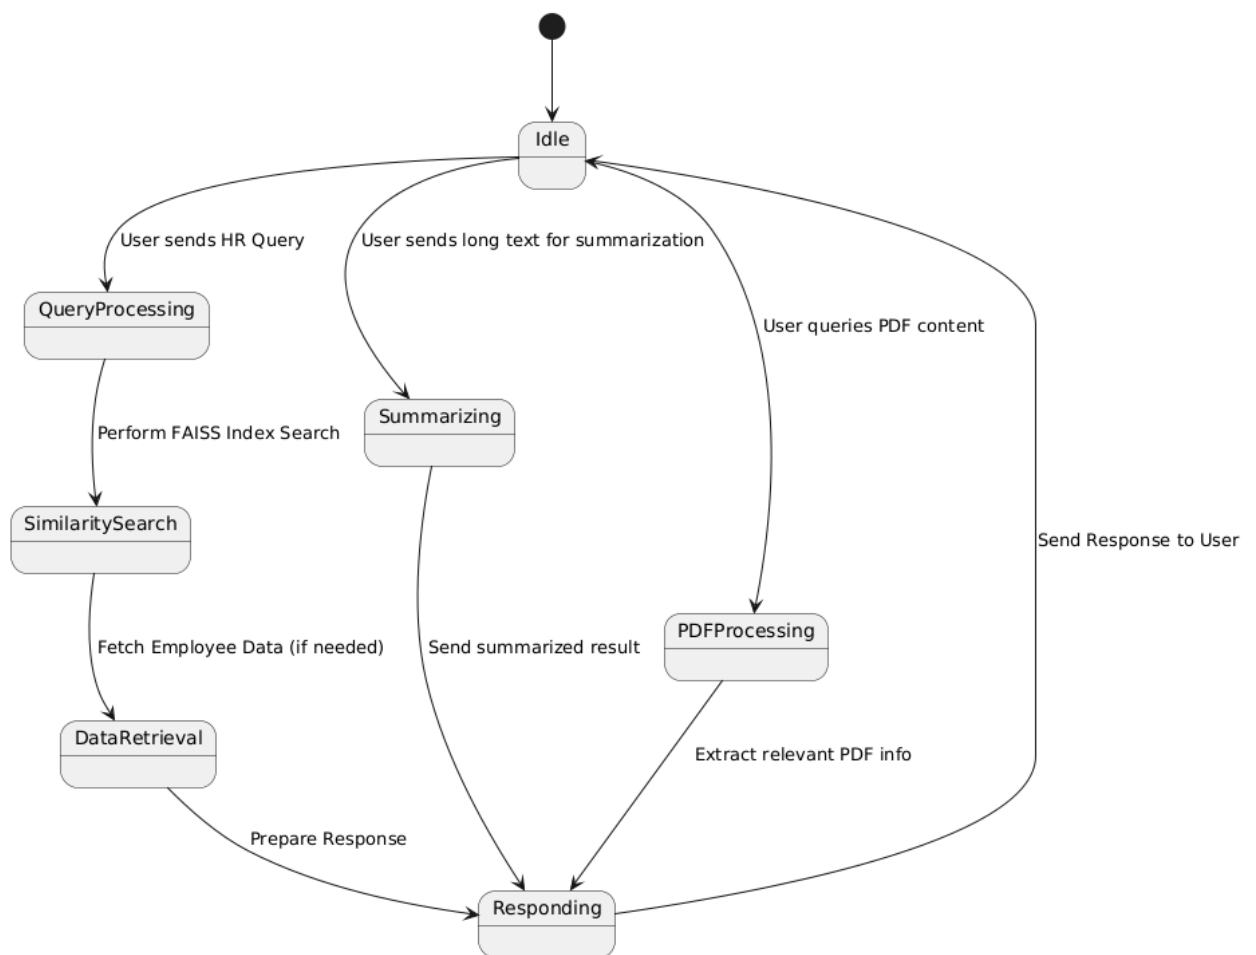 Idle
User sends HR Query
User sends long text for summarization
QueryProcessing
User queries PDF content
Summarizing
Perform FAISS Index Search
SimilaritySearch
Send Response to User
PDFProcessing
Fetch Employee Data (if needed)
Send summarized result
DataRetrieval
Extract relevant PDF info
Prepare Response
Responding